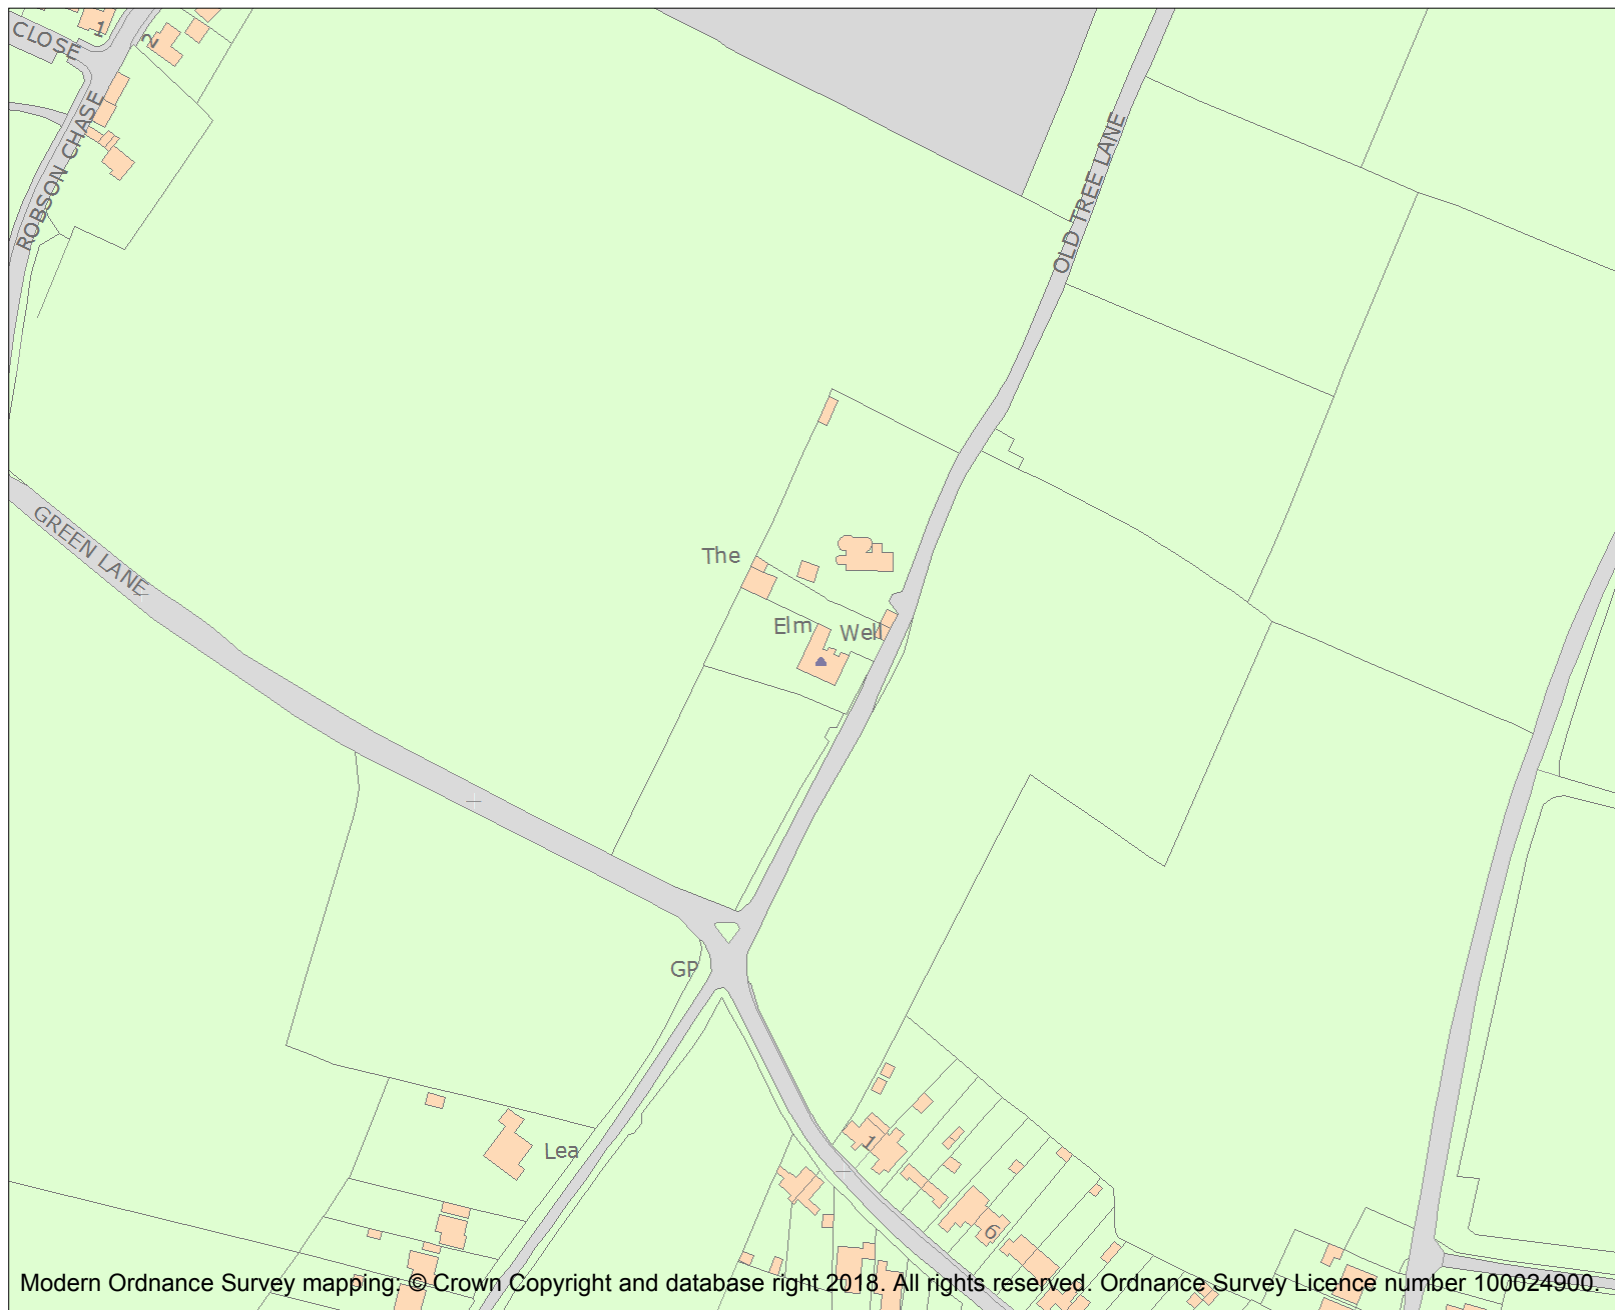 CLOSE
1
2
ROBSON CHASE
OLD TREE LANE
GREEN LANE
The
Elm
Well
GP
Lea
1
6
Modern Ordnance Survey mapping: © Crown Copyright and database right 2018. All rights reserved. Ordnance Survey Licence number 100024900.